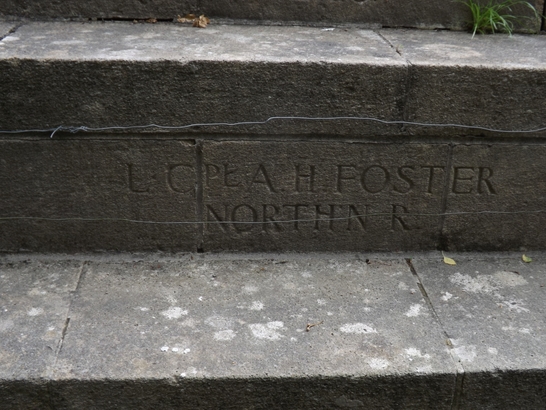 L. CPL. A. H. FOSTER
NORTHN R.